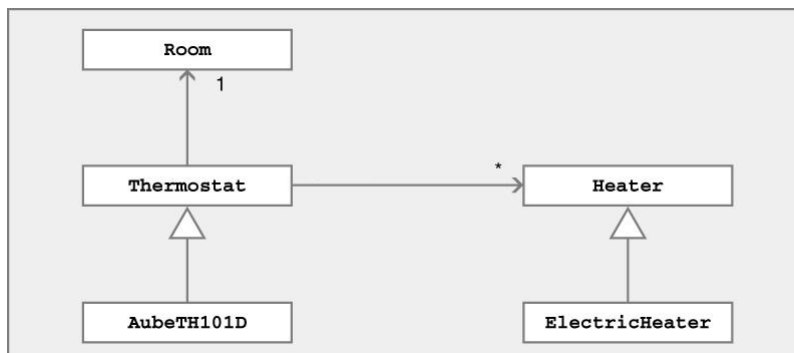 Room
1
Thermostat
*
Heater
AubeTH101D
ElectricHeater